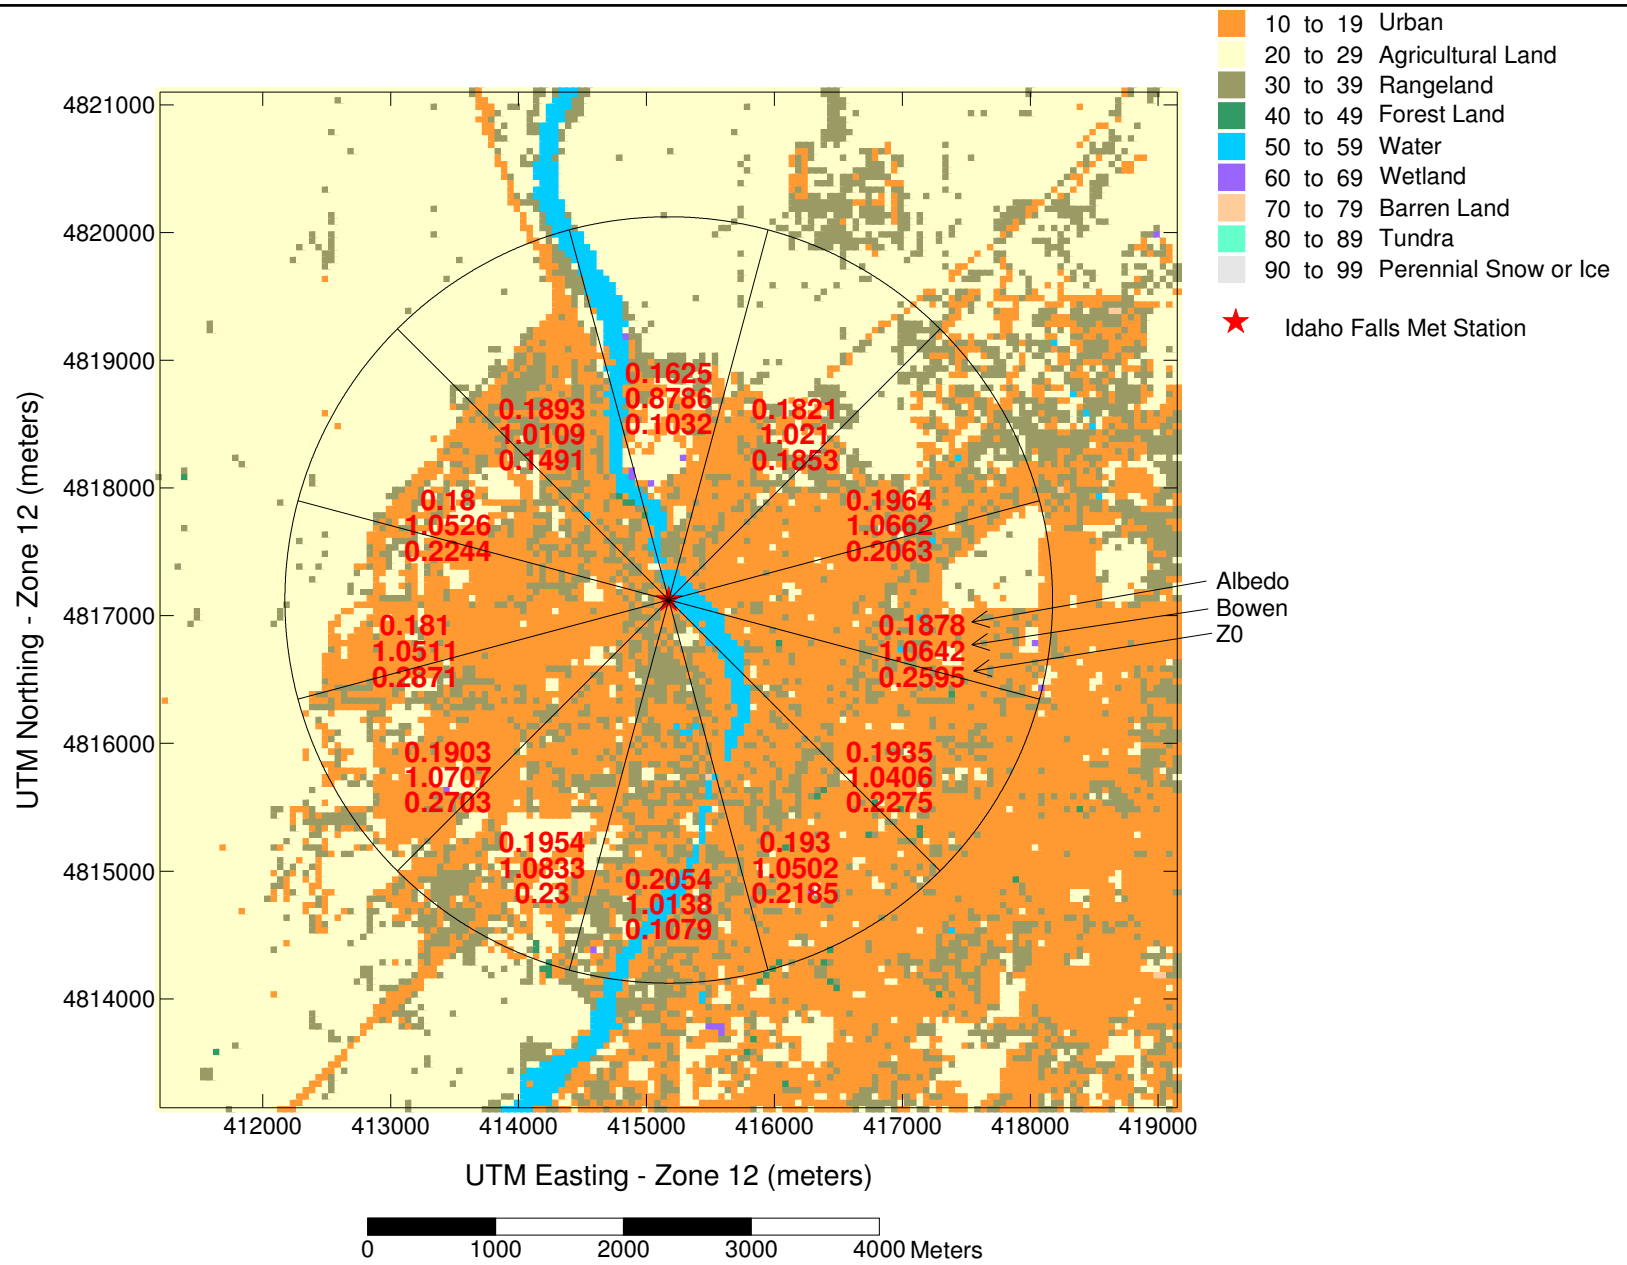 10 to 19 Urban
20 to 29 Agricultural Land
30 to 39 Rangeland
40 to 49 Forest Land
50 to 59 Water
60 to 69 Wetland
70 to 79 Barren Land
80 to 89 Tundra
90 to 99 Perennial Snow or Ice
Idaho Falls Met Station
UTM Northing - Zone 12 (meters)
4821000
4820000
4819000
4818000
4817000
4816000
4815000
4814000
0.1625
0.8786
0.1032
0.1893
1.0109
0.1491
0.1821
1.021
0.1853
0.18
1.0526
0.2244
0.1964
1.0662
0.2063
0.181
1.0511
0.2871
0.1878
1.0642
0.2595
Albedo
Bowen
Z0
0.1903
1.0707
0.2703
0.1935
1.0406
0.2275
0.1954
1.0833
0.23
0.2054
1.0138
0.1079
0.193
1.0502
0.2185
412000 413000 414000 415000 416000 417000 418000 419000
UTM Easting - Zone 12 (meters)
0 1000 2000 3000 4000 Meters